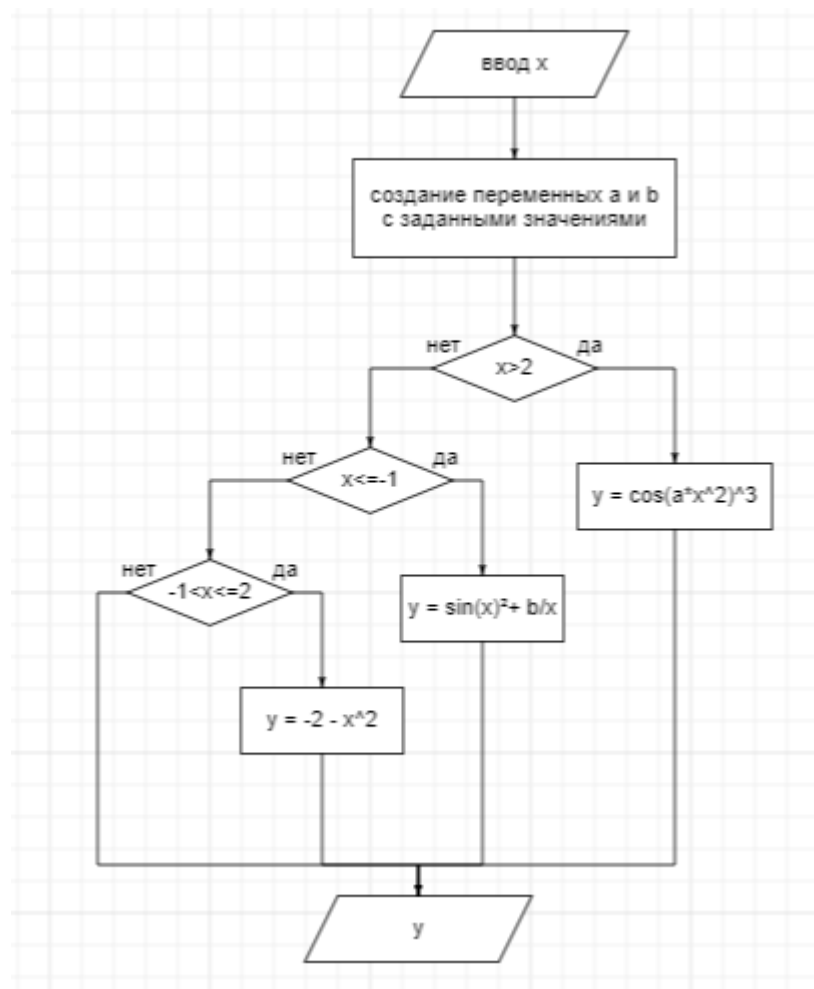 ввод x
создание переменных a и b
с заданными значениями
нет
да
x>2
нет
да
x<=-1
y = cos(a*x^2)^3
нет
да
-1<x<=2
y = sin(x)²+ b/x
y = -2 - x^2
y